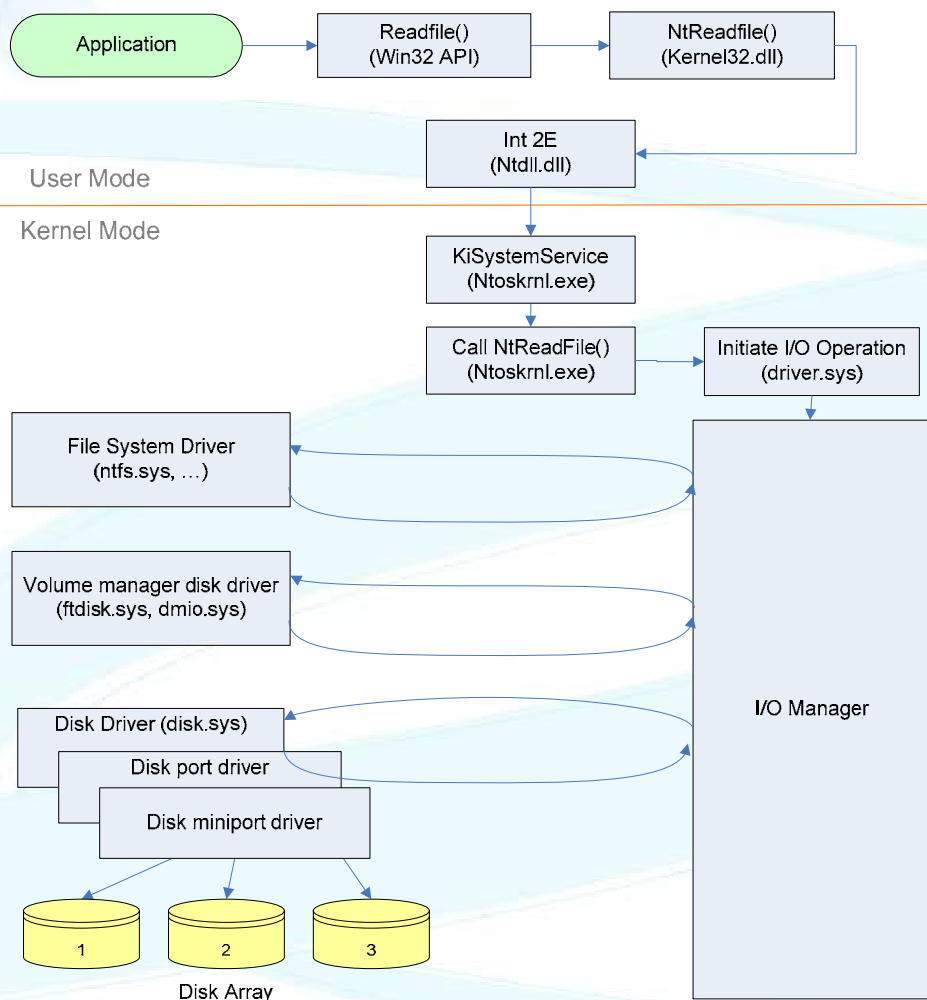 Application
Readfile()
(Win32 API)
NtReadfile()
(Kernel32.dll)
Int 2E
(Ntdll.dll)
User Mode
Kernel Mode
KiSystemService
(Ntoskrnl.exe)
Call NtReadFile()
(Ntoskrnl.exe)
Initiate I/O Operation
(driver.sys)
File System Driver
(ntfs.sys, …)
Volume manager disk driver
(ftdisk.sys, dmio.sys)
I/O Manager
Disk Driver (disk.sys)
Disk port driver
Disk miniport driver
1
2
3
Disk Array